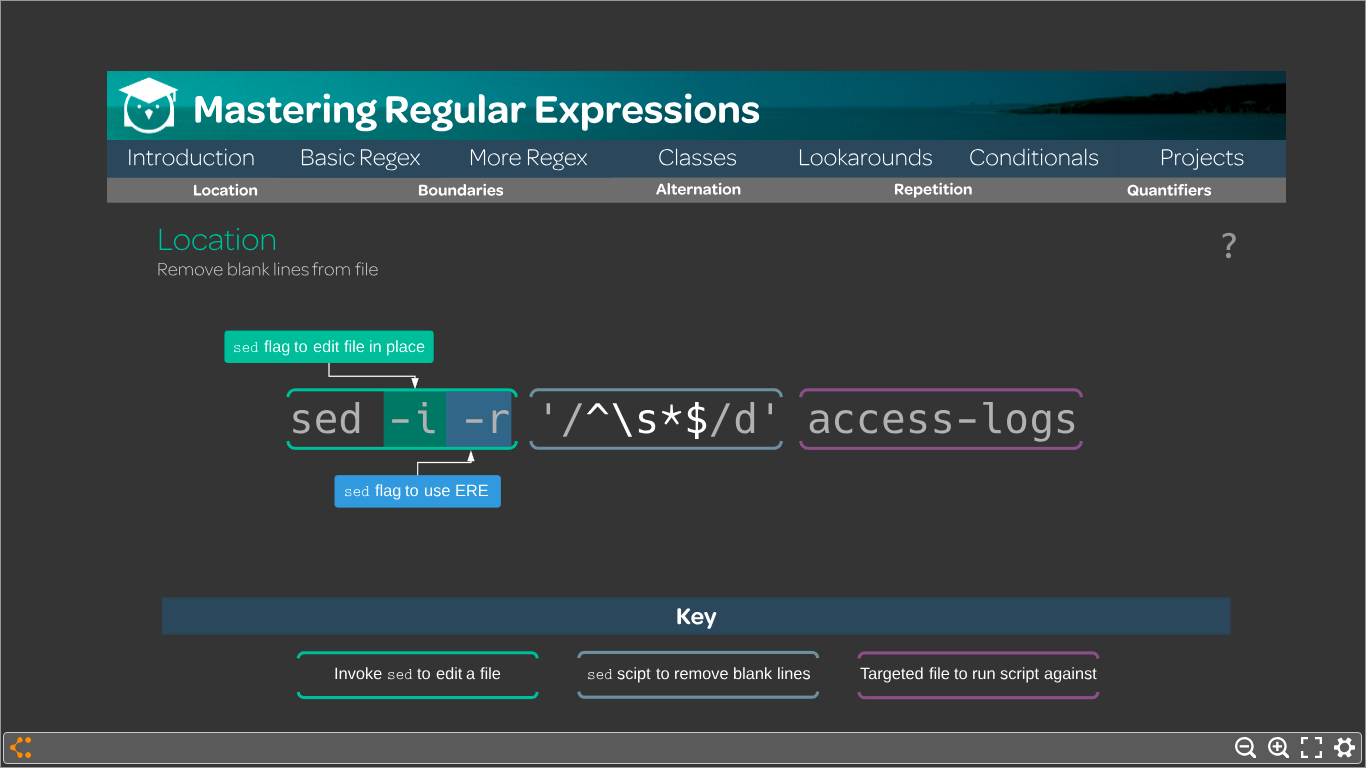 Mastering Regular Expressions
Introduction Basic Regex More Regex Classes Lookarounds Conditionals Projects
Location Boundaries Alternation Repetition Quantifiers
Location
?
Remove blank lines from file
sed flag to edit file in place
sed -i -r '/^\s*$/d' access-logs
sed flag to use ERE
Key
Invoke sed to edit a file
sed scipt to remove blank lines
Targeted file to run script against